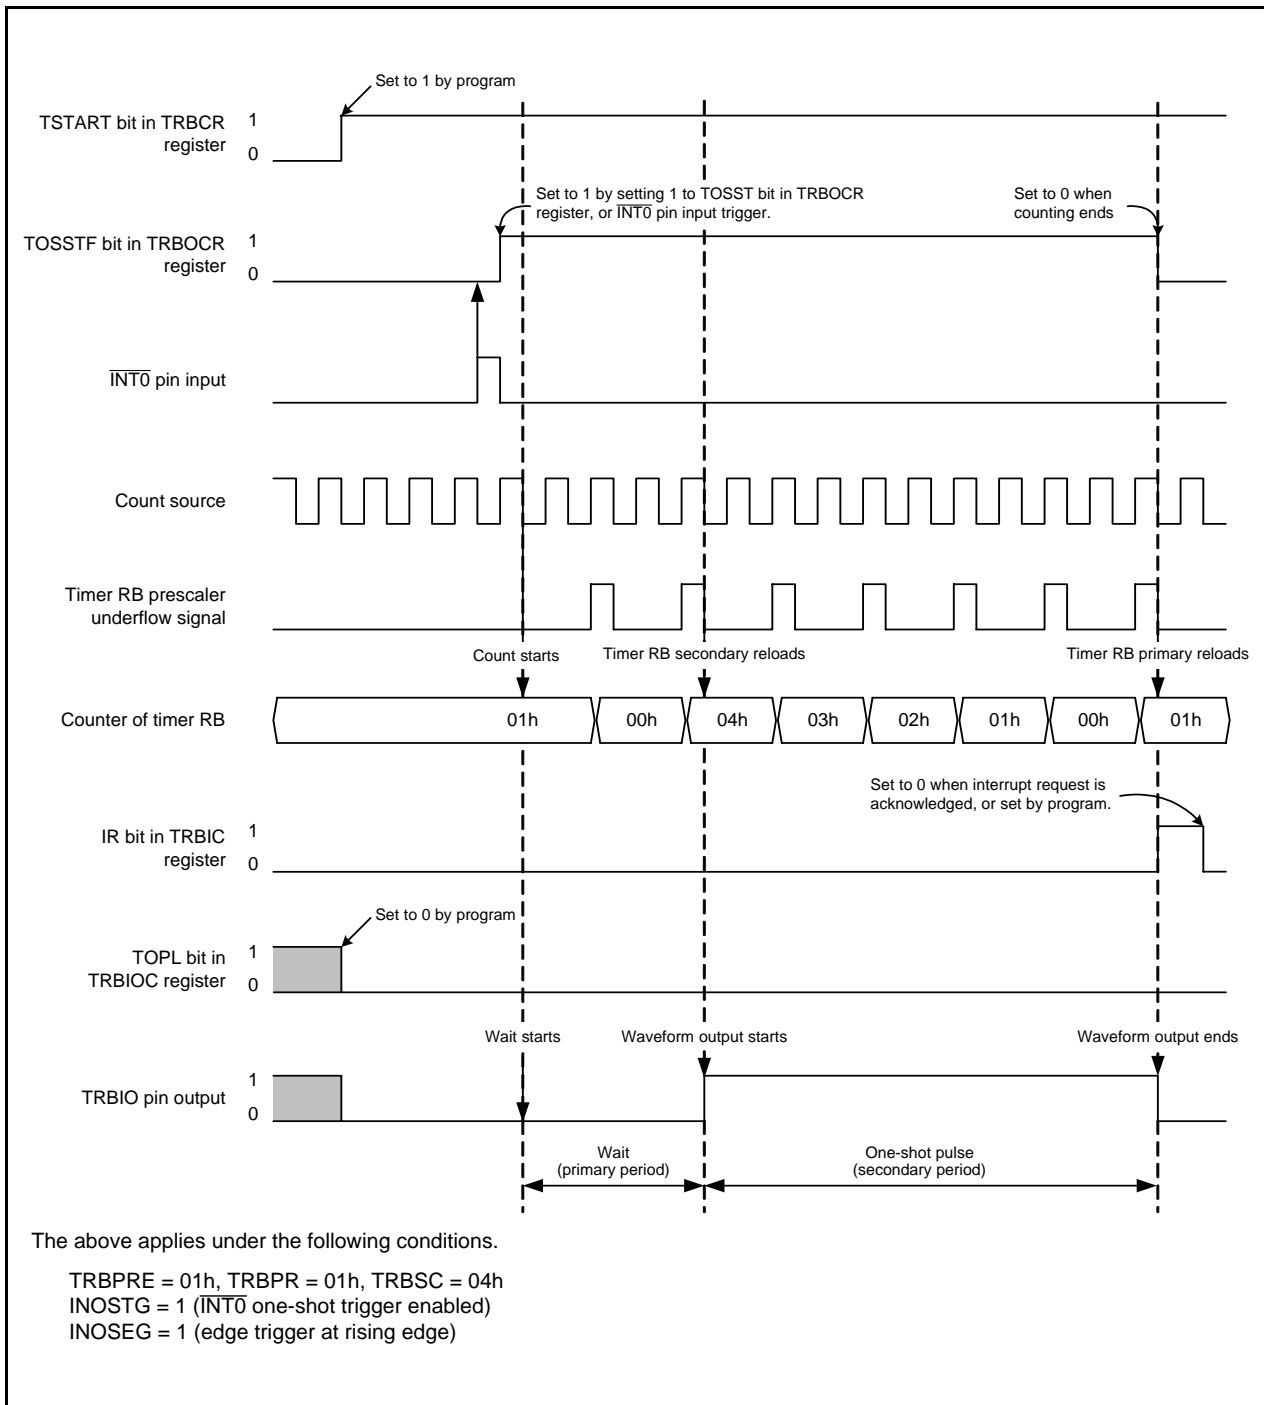 Set to 1 by program
TSTART bit in TRBCR
register
1
0
Set to 1 by setting 1 to TOSST bit in TRBOCR
register, or INT0 pin input trigger.
Set to 0 when
counting ends
TOSSTF bit in TRBOCR
register
1
0
INT0 pin input
Count source
Timer RB prescaler
underflow signal
Count starts
Timer RB secondary reloads
Timer RB primary reloads
Counter of timer RB
01h
00h
04h
03h
02h
01h
00h
01h
Set to 0 when interrupt request is
acknowledged, or set by program.
IR bit in TRBIC
register
1
0
Set to 0 by program
TOPL bit in
TRBIOC register
1
0
Wait starts
Waveform output starts
Waveform output ends
TRBIO pin output
1
0
Wait
(primary period)
One-shot pulse
(secondary period)
The above applies under the following conditions.
TRBPRE = 01h, TRBPR = 01h, TRBSC = 04h
INOSTG = 1 (INT0 one-shot trigger enabled)
INOSEG = 1 (edge trigger at rising edge)